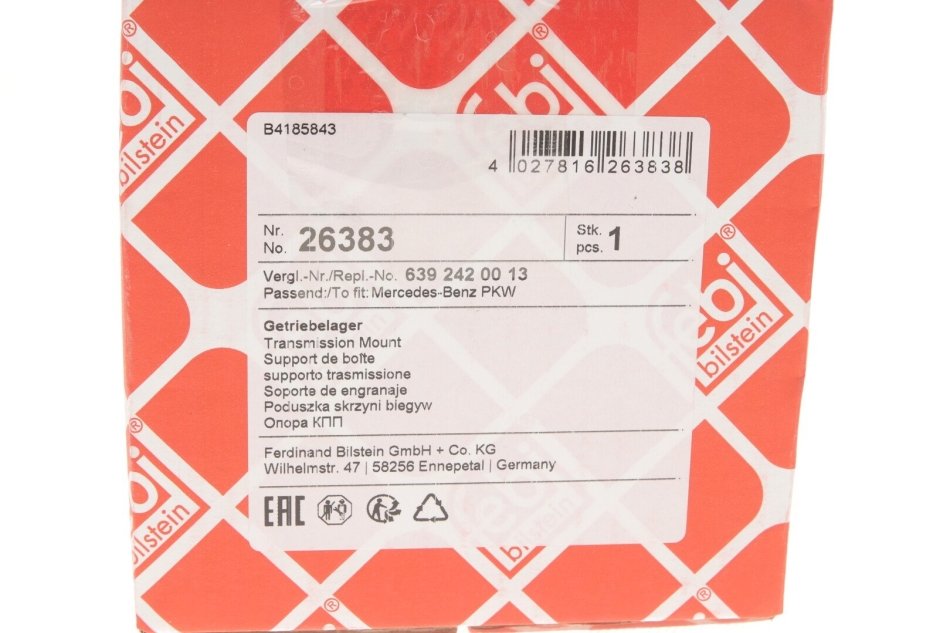 febi
bilstein
®
B4185843
4 027816 263838
Nr.
No. 26383
Stk.
pcs. 1
Vergl.-Nr./Repl.-No. 639 242 00 13
Passend:/To fit: Mercedes-Benz PKW
Getriebelager
Transmission Mount
Support de boîte
supporto trasmissione
Soporte de engranaje
Poduszka skrzyni biegyw
Опора КПП
Ferdinand Bilstein GmbH + Co. KG
Wilhelmstr. 47 | 58256 Ennepetal | Germany
EAC
febi
bilstein
®